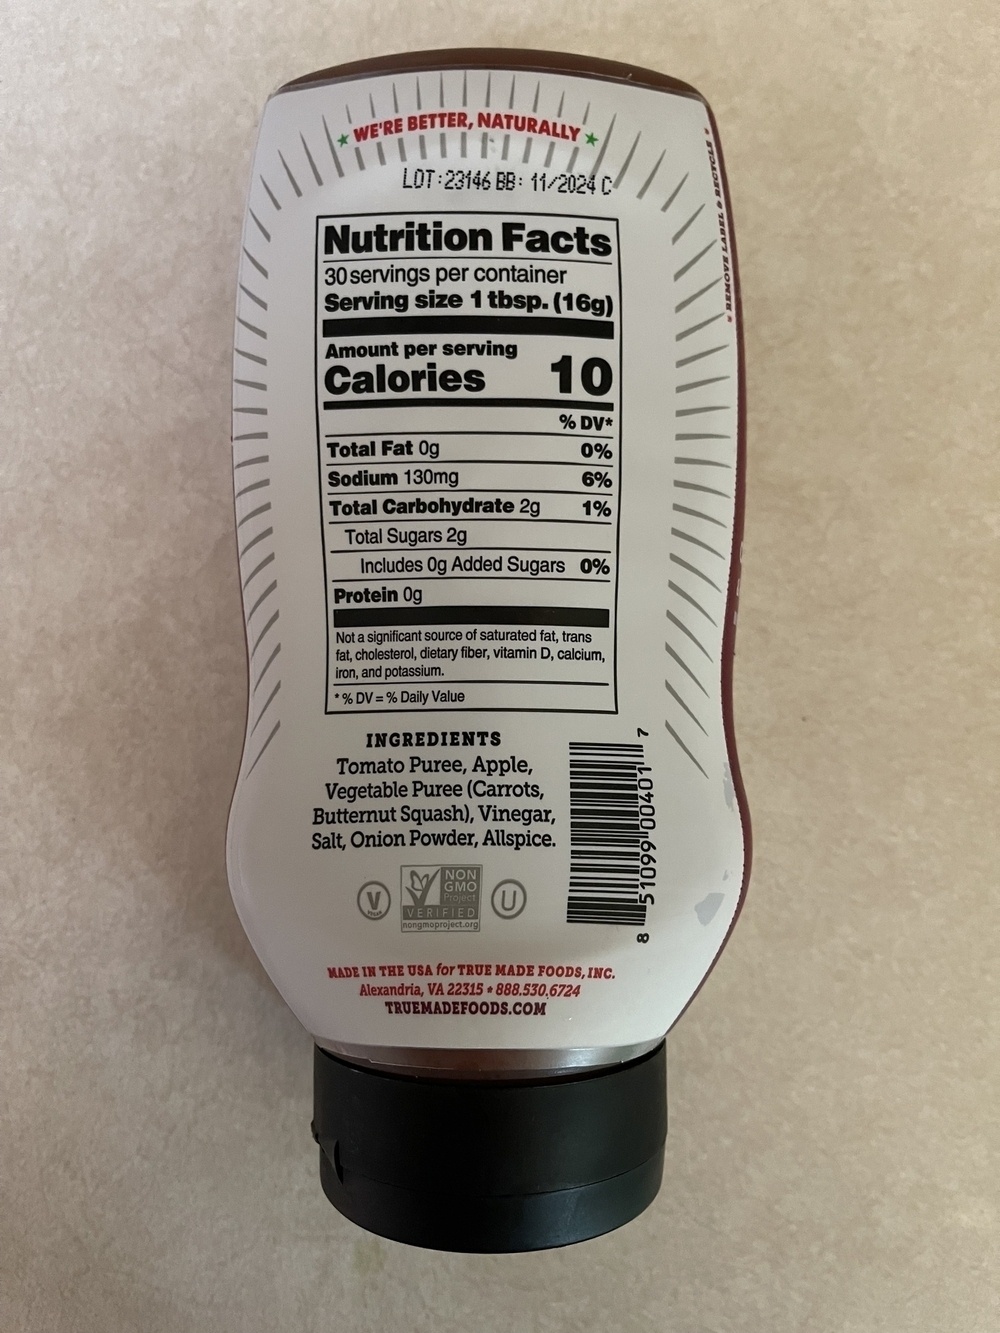 WE'RE BETTER, NATURALLY
LOT:23146 BB: 11/2024 C
REMOVE LABEL & RECYCLE
Nutrition Facts
30 servings per container
Serving size 1 tbsp. (16g)
Amount per serving
Calories 10
% DV*
Total Fat 0g 0%
Sodium 130mg 6%
Total Carbohydrate 2g 1%
Total Sugars 2g
Includes 0g Added Sugars 0%
Protein 0g
Not a significant source of saturated fat, trans
fat, cholesterol, dietary fiber, vitamin D, calcium,
iron, and potassium.
* % DV = % Daily Value
INGREDIENTS
Tomato Puree, Apple,
Vegetable Puree (Carrots,
Butternut Squash), Vinegar,
Salt, Onion Powder, Allspice.
8 51099 00401 7
V
VEGAN
NON
GMO
Project
VERIFIED
nongmoproject.org
U
MADE IN THE USA for TRUE MADE FOODS, INC.
Alexandria, VA 22315 * 888.530.6724
TRUEMADEFOODS.COM